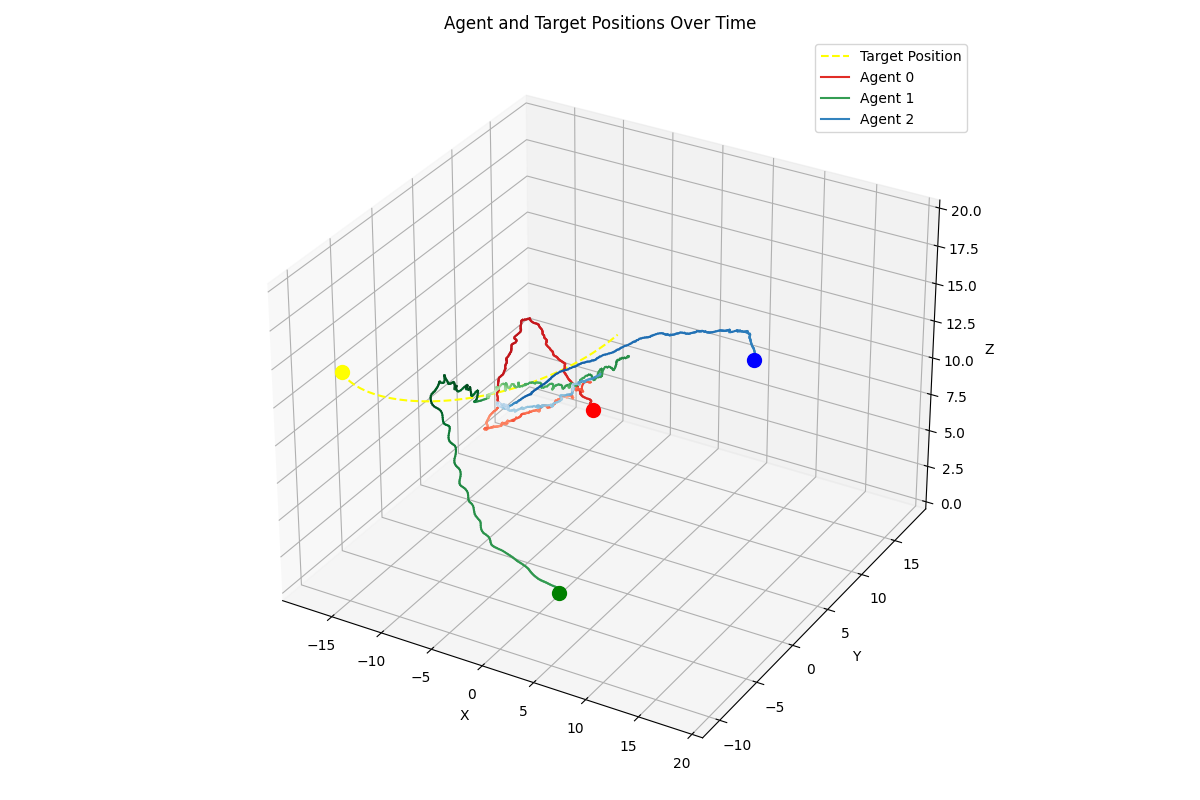 Agent and Target Positions Over Time
Target Position
Agent 0
Agent 1
Agent 2
20.0
17.5
15.0
12.5
10.0
7.5
5.0
2.5
0.0
Z
−15
−10
−5
0
5
10
15
20
X
−10
−5
0
5
10
15
Y